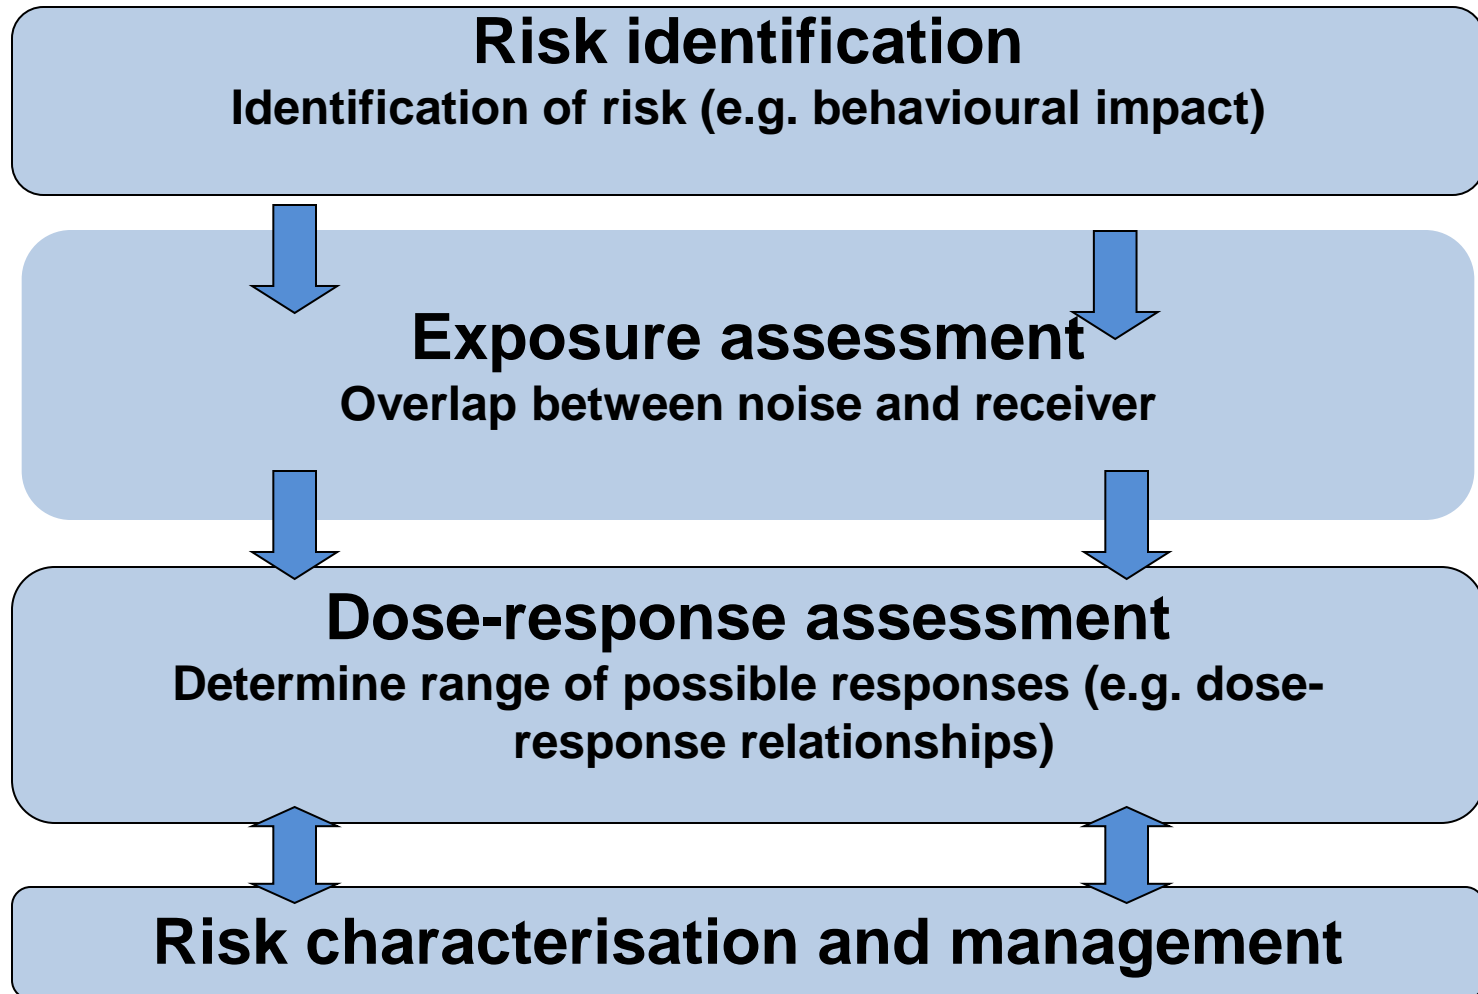 Risk identification
Identification of risk (e.g. behavioural impact)
Exposure assessment
Overlap between noise and receiver
Dose-response assessment
Determine range of possible responses (e.g. dose-
response relationships)
Risk characterisation and management